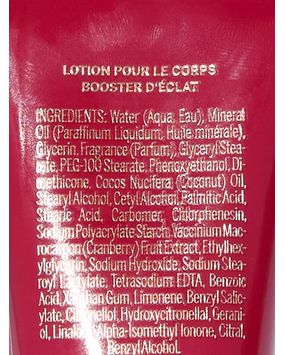 LOTION POUR LE CORPS
BOOSTER D'ÉCLAT
INGREDIENTS: Water (Aqua, Eau), Mineral
Oil (Paraffinum Liquidum, Huile minérale),
Glycerin, Fragrance (Parfum), Glyceryl Stea-
rate, PEG-100 Stearate, Phenoxyethanol, Di-
methicone, Cocos Nucifera (Coconut) Oil,
Stearyl Alcohol, Cetyl Alcohol, Palmitic Acid,
Stearic Acid, Carbomer, Chlorphenesin,
Sodium Polyacrylate Starch, Vaccinium Mac-
rocarpon (Cranberry) Fruit Extract, Ethylhex-
ylglycerin, Sodium Hydroxide, Sodium Stea-
royl Lactylate, Tetrasodium EDTA, Benzoic
Acid, Xanthan Gum, Limonene, Benzyl Salic-
ylate, Citronellol, Hydroxycitronellal, Gerani-
ol, Linalool, Alpha-Isomethyl Ionone, Citral,
Benzyl Alcohol.